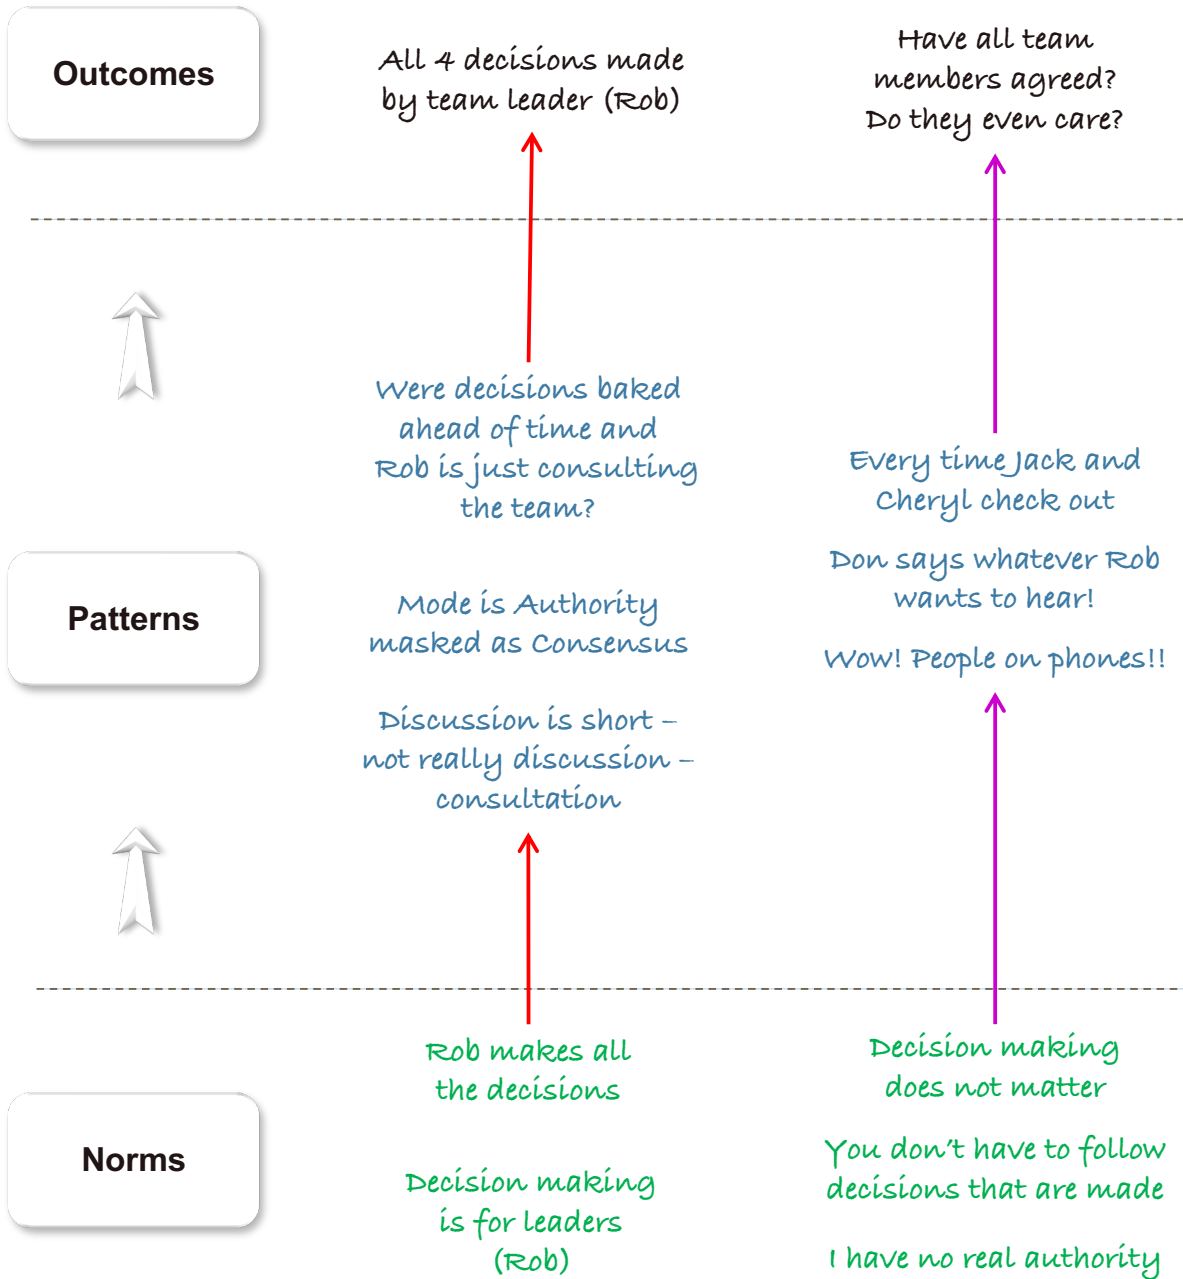 Outcomes
All 4 decisions made
by team leader (Rob)
Have all team
members agreed?
Do they even care?
Were decisions baked
ahead of time and
Rob is just consulting
the team?
Every time Jack and
Cheryl check out
Don says whatever Rob
wants to hear!
Patterns
Mode is Authority
masked as Consensus
Wow! People on phones!!
Discussion is short –
not really discussion –
consultation
Norms
Rob makes all
the decisions
Decision making
is for leaders
(Rob)
Decision making
does not matter
You don't have to follow
decisions that are made
I have no real authority